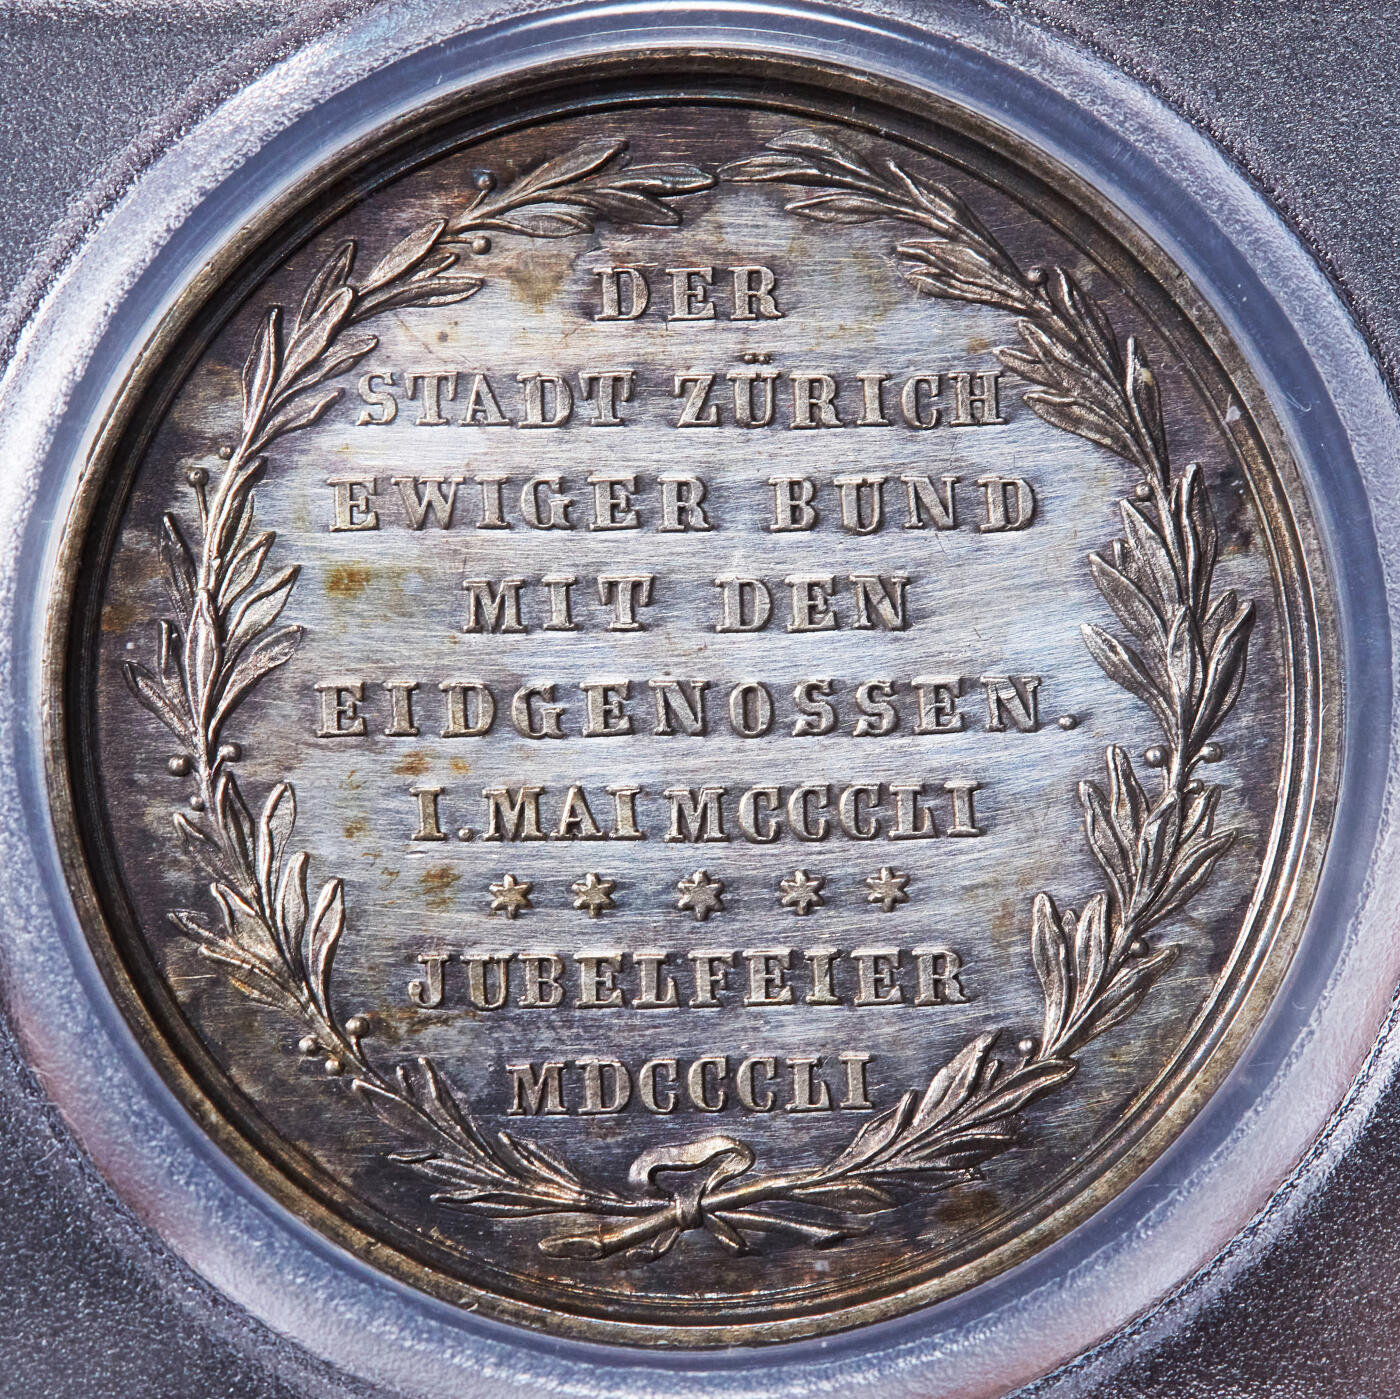 DER
STADT ZÜRICH
EWIGER BUND
MIT DEN
EIDGENOSSEN.
I. MAI MCCCLI
JUBELFEIER
MDCCCLI